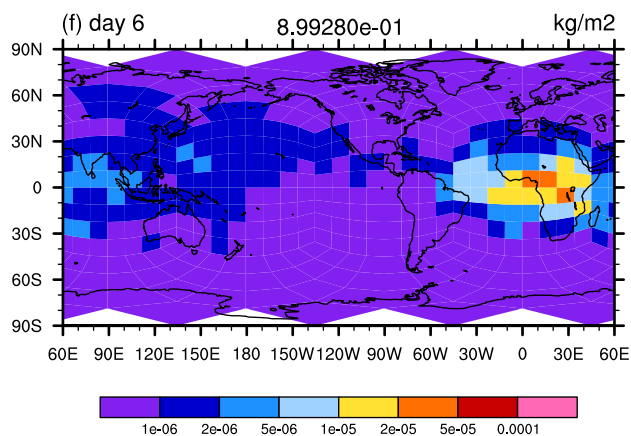 (f) day 6 8.99280e-01 kg/m2
90N
60N
30N
0
30S
60S
90S
60E 90E 120E 150E 180 150W 120W 90W 60W 30W 0 30E 60E
1e-06 2e-06 5e-06 1e-05 2e-05 5e-05 0.0001